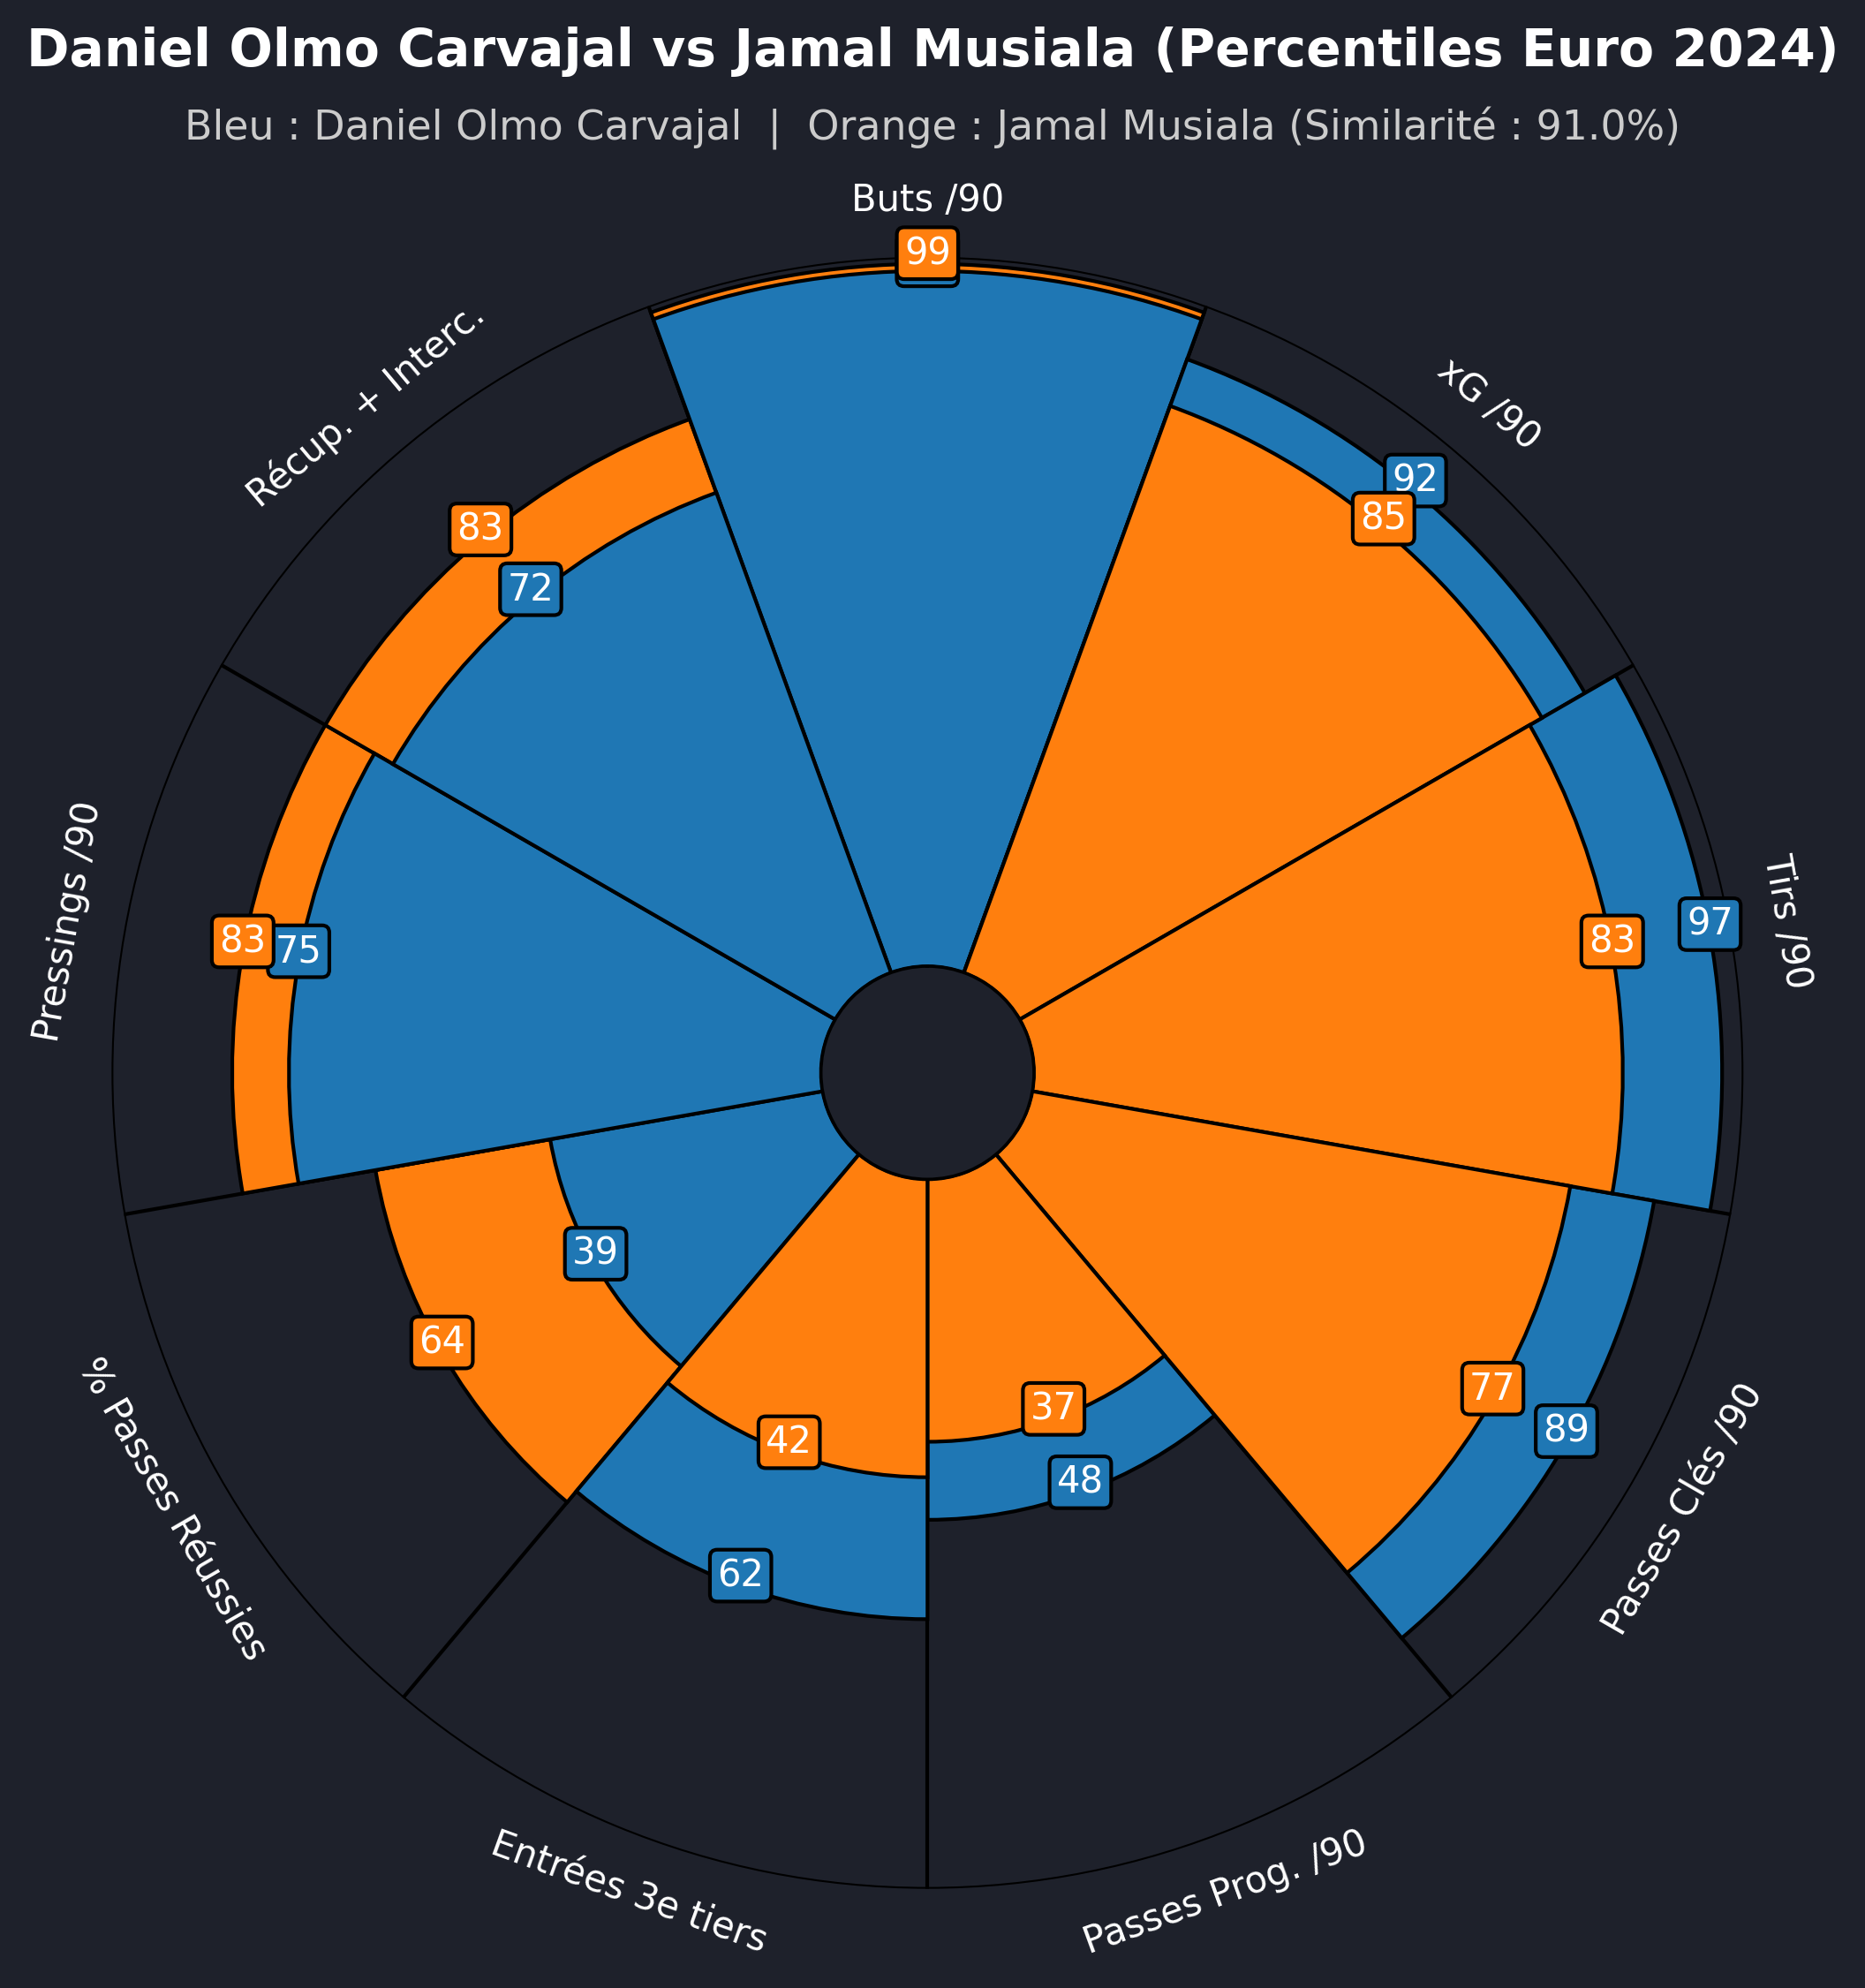 Daniel Olmo Carvajal vs Jamal Musiala (Percentiles Euro 2024)
Bleu : Daniel Olmo Carvajal | Orange : Jamal Musiala (Similarité : 91.0%)
Buts /90
99
xG /90
92
85
Tirs /90
97
83
Passes Clés /90
77
89
Passes Prog. /90
37
48
Entrées 3e tiers
42
62
% Passes Réussies
39
64
Pressings /90
83
75
Récup. + Interc.
83
72